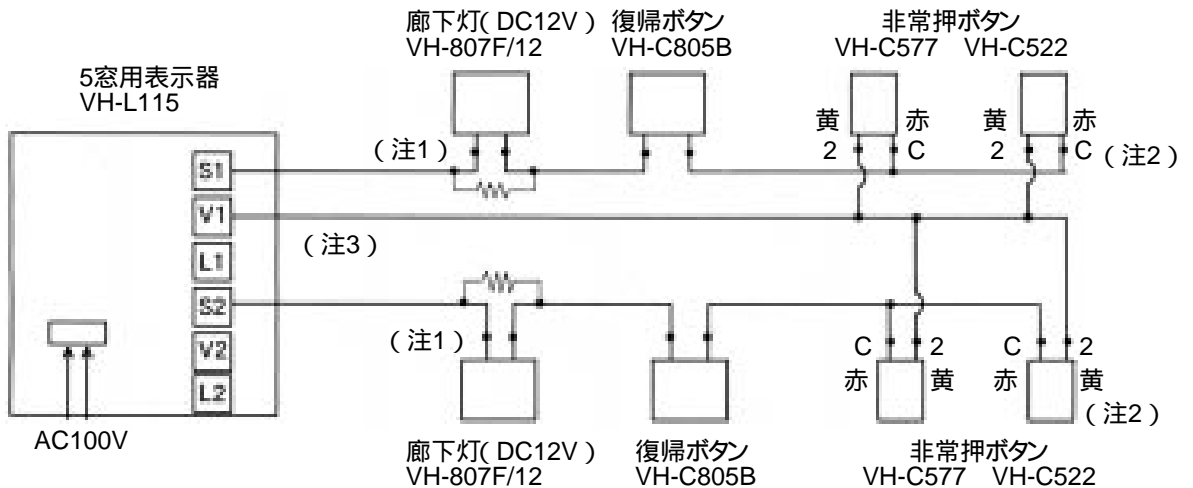 廊下灯(DC12V)
VH-807F/12
復帰ボタン
VH-C805B
非常押ボタン
VH-C577 VH-C522
5窓用表示器
VH-L115
黄 赤
2 C
黄 赤
2 C
(注1)
(注2)
S1
V1
(注3)
L1
S2
(注1)
V2
L2
C 2
赤 黄
C 2
赤 黄
(注2)
AC100V
廊下灯(DC12V)
VH-807F/12
復帰ボタン
VH-C805B
非常押ボタン
VH-C577 VH-C522